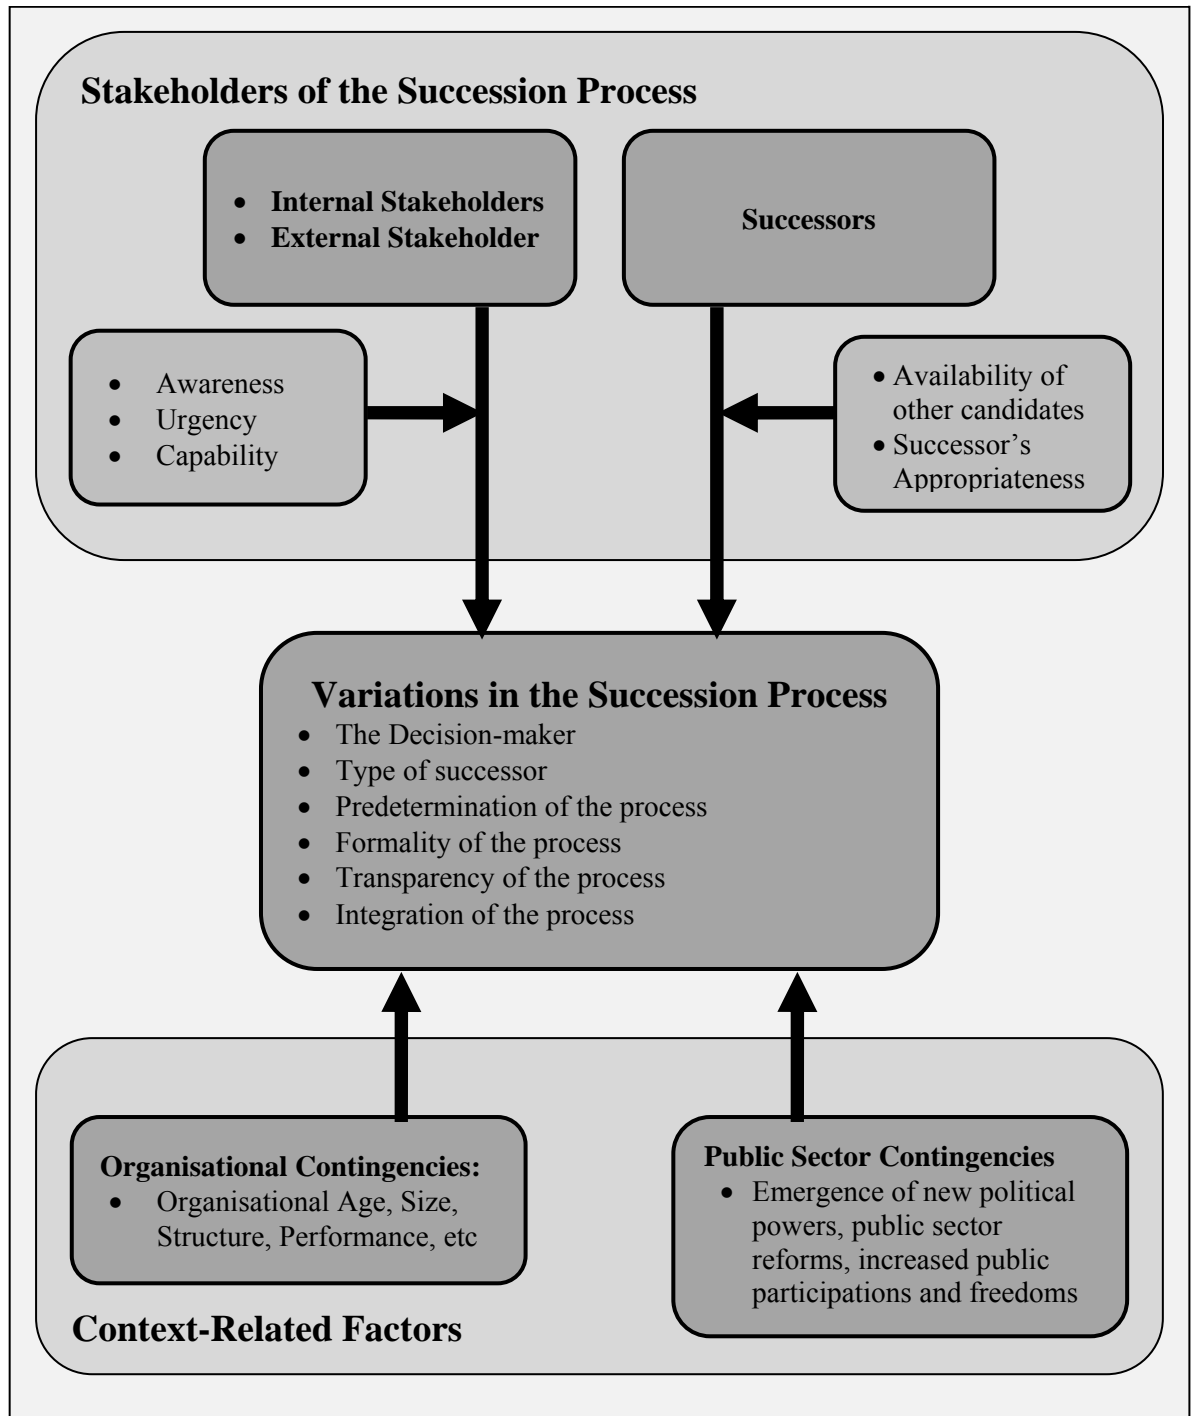 Stakeholders of the Succession Process
• Internal Stakeholders
• External Stakeholder
Successors
• Awareness
• Urgency
• Capability
• Availability of
other candidates
• Successor’s
Appropriateness
Variations in the Succession Process
• The Decision-maker
• Type of successor
• Predetermination of the process
• Formality of the process
• Transparency of the process
• Integration of the process
Organisational Contingencies:
• Organisational Age, Size,
Structure, Performance, etc
Public Sector Contingencies
• Emergence of new political
powers, public sector
reforms, increased public
participations and freedoms
Context-Related Factors